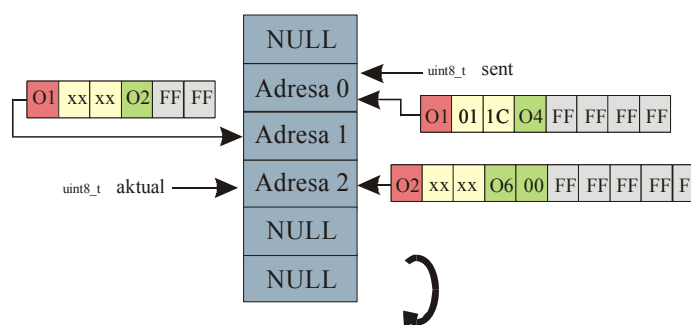 NULL
uint8_t sent
Adresa 0
O1 xx xx O2 FF FF
O1 01 1C O4 FF FF FF FF
Adresa 1
uint8_t aktual
Adresa 2
O2 xx xx O6 00 FF FF FF FF F
NULL
NULL